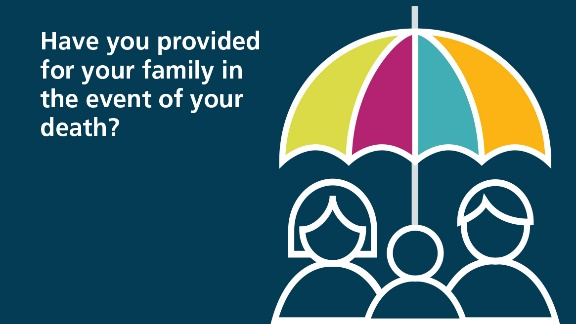 Have you provided
for your family in
the event of your
death?